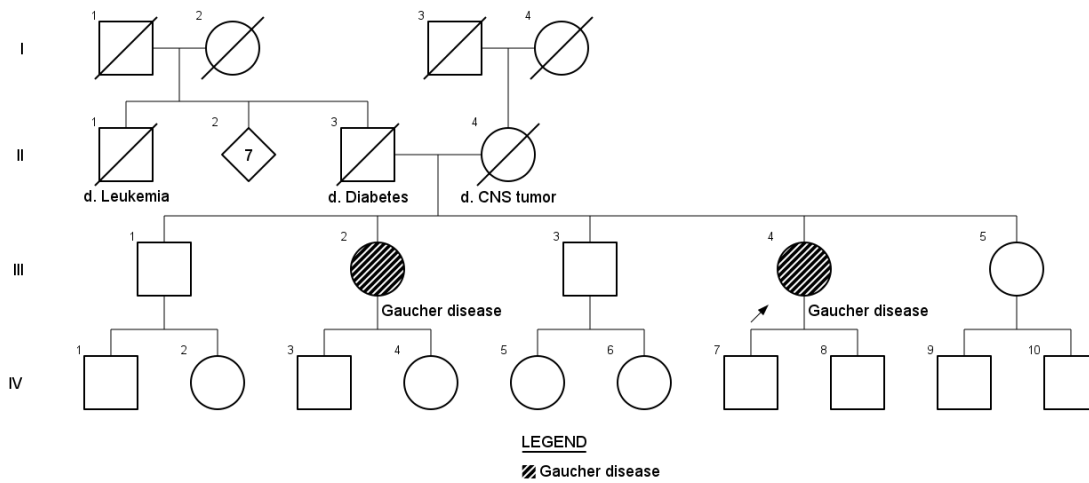 1 2 3 4
I
1 2 3 4
II
7
d. Leukemia d. Diabetes d. CNS tumor
1 2 3 4 5
III
Gaucher disease Gaucher disease
1 2 3 4 5 6 7 8 9 10
IV
LEGEND
Gaucher disease